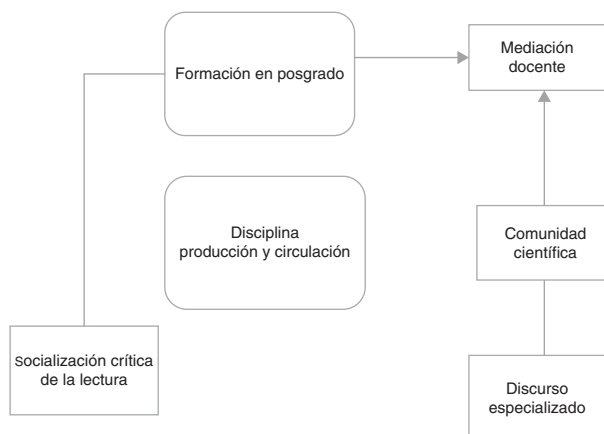 Formación en posgrado
Mediación
docente
Disciplina
producción y circulación
Comunidad
científica
Socialización crítica
de la lectura
Discurso
especializado